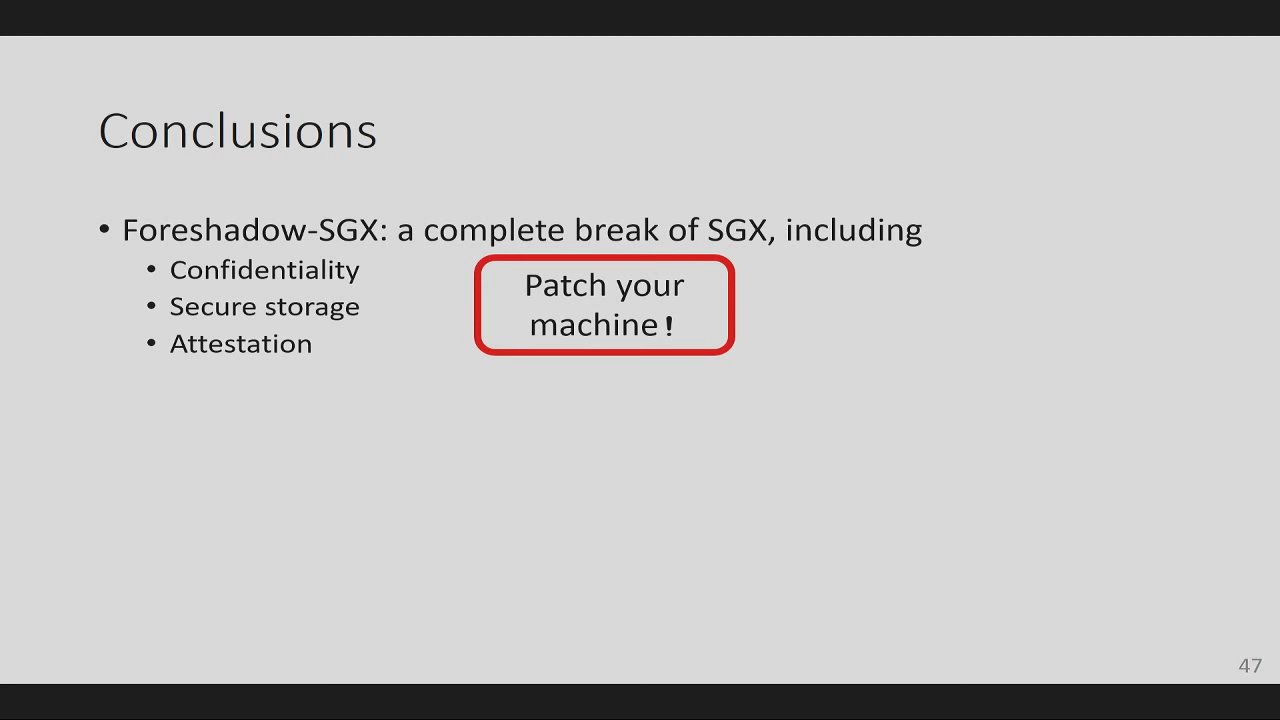 Conclusions
• Foreshadow-SGX: a complete break of SGX, including
• Confidentiality
• Secure storage
• Attestation
Patch your
machine!
47